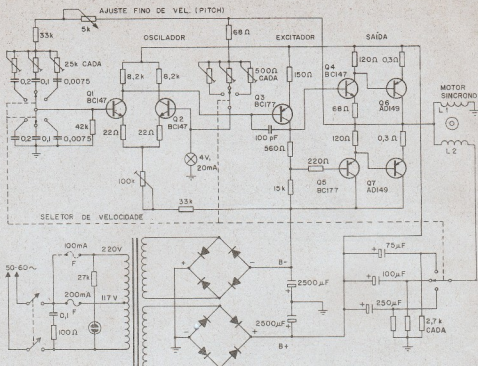 AJUSTE FINO DE VEL. (PITCH)
5k
33k
OSCILADOR
68Ω
EXCITADOR
SAÍDA
25k CADA
0,2 0,1 0,0075
8,2k
8,2k
500Ω CADA
150Ω
Q4 BC147
120Ω
0,3Ω
Q1 BC147
Q2 BC147
Q3 BC177
Q6 AD149
68Ω
MOTOR SINCRONO
L1
42k
22Ω
22Ω
100 pF
120Ω
0,3Ω
L2
0,2 0,1 0,0075
4V, 20mA
560Ω
220Ω
100k
15k
Q5 BC177
Q7 AD149
33k
SELETOR DE VELOCIDADE
100mA
F
220V
B-
75µF
50-60~
27k
200mA
F
117V
2500µF
100µF
0,1
100Ω
2500µF
250µF
2,7k CADA
B+